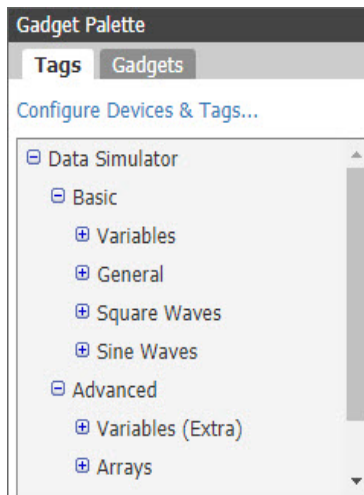 Gadget Palette
Tags Gadgets
Configure Devices & Tags...
Data Simulator
Basic
Variables
General
Square Waves
Sine Waves
Advanced
Variables (Extra)
Arrays